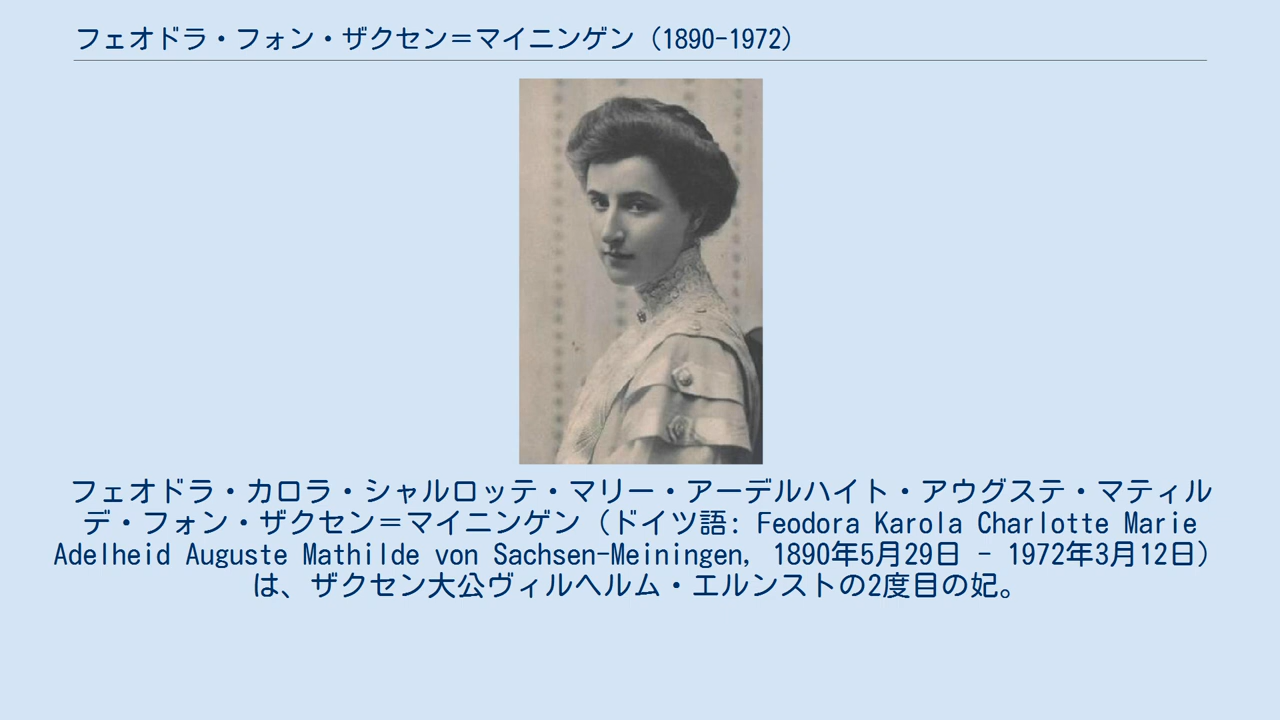 フェオドラ・フォン・ザクセン＝マイニンゲン（1890-1972）
フェオドラ・カロラ・シャルロッテ・マリー・アーデルハイト・アウグステ・マティル
デ・フォン・ザクセン＝マイニンゲン（ドイツ語: Feodora Karola Charlotte Marie
Adelheid Auguste Mathilde von Sachsen-Meiningen, 1890年5月29日 - 1972年3月12日）
は、ザクセン大公ヴィルヘルム・エルンストの2度目の妃。